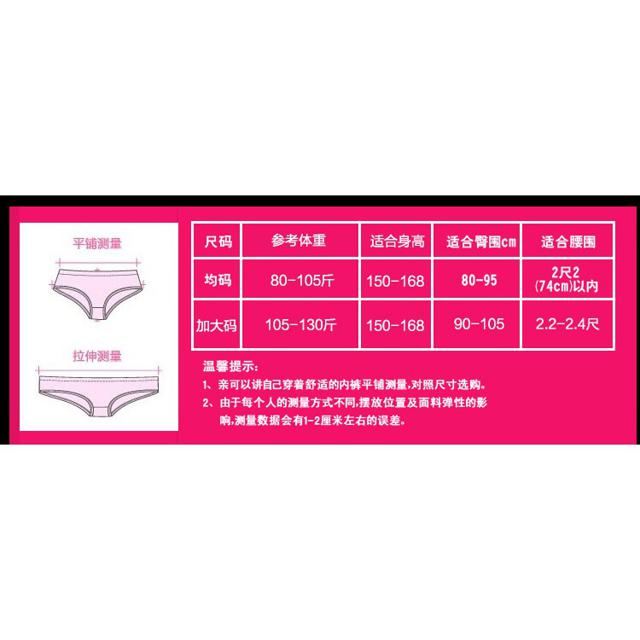 平铺测量
拉伸测量
尺码 参考体重 适合身高 适合臀围cm 适合腰围
均码 80-105斤 150-168 80-95 2尺2
(74cm)以内
加大码 105-130斤 150-168 90-105 2.2-2.4尺
温馨提示:
1、亲可以讲自己穿着舒适的内裤平铺测量,对照尺寸选购。
2、由于每个人的测量方式不同,摆放位置及面料弹性的影
响,测量数据会有1-2厘米左右的误差。